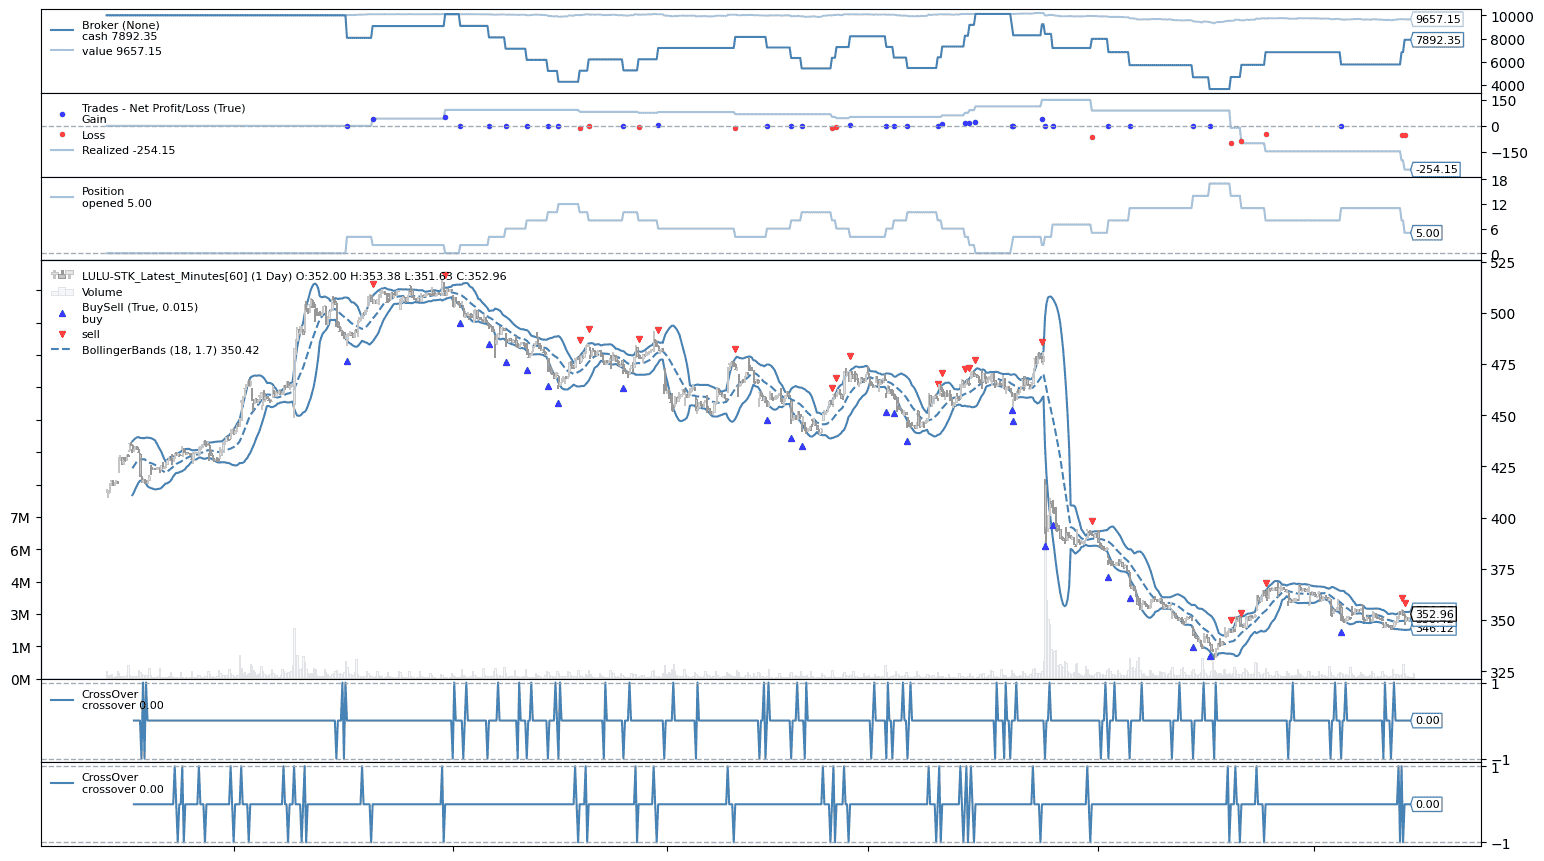 Broker (None)
cash 7892.35
value 9657.15
10000
8000
6000
4000
9657.15
7892.35
Trades - Net Profit/Loss (True)
Gain
Loss
Realized -254.15
150
0
−150
-254.15
Position
opened 5.00
18
12
6
0
5.00
LULU-STK_Latest_Minutes[60] (1 Day) O:352.00 H:353.38 L:351.63 C:352.96
Volume
BuySell (True, 0.015)
buy
sell
BollingerBands (18, 1.7) 350.42
525
500
475
450
425
400
375
350
325
352.96
346.12
7M
6M
4M
3M
1M
0M
CrossOver
crossover 0.00
1
−1
0.00
CrossOver
crossover 0.00
1
−1
0.00